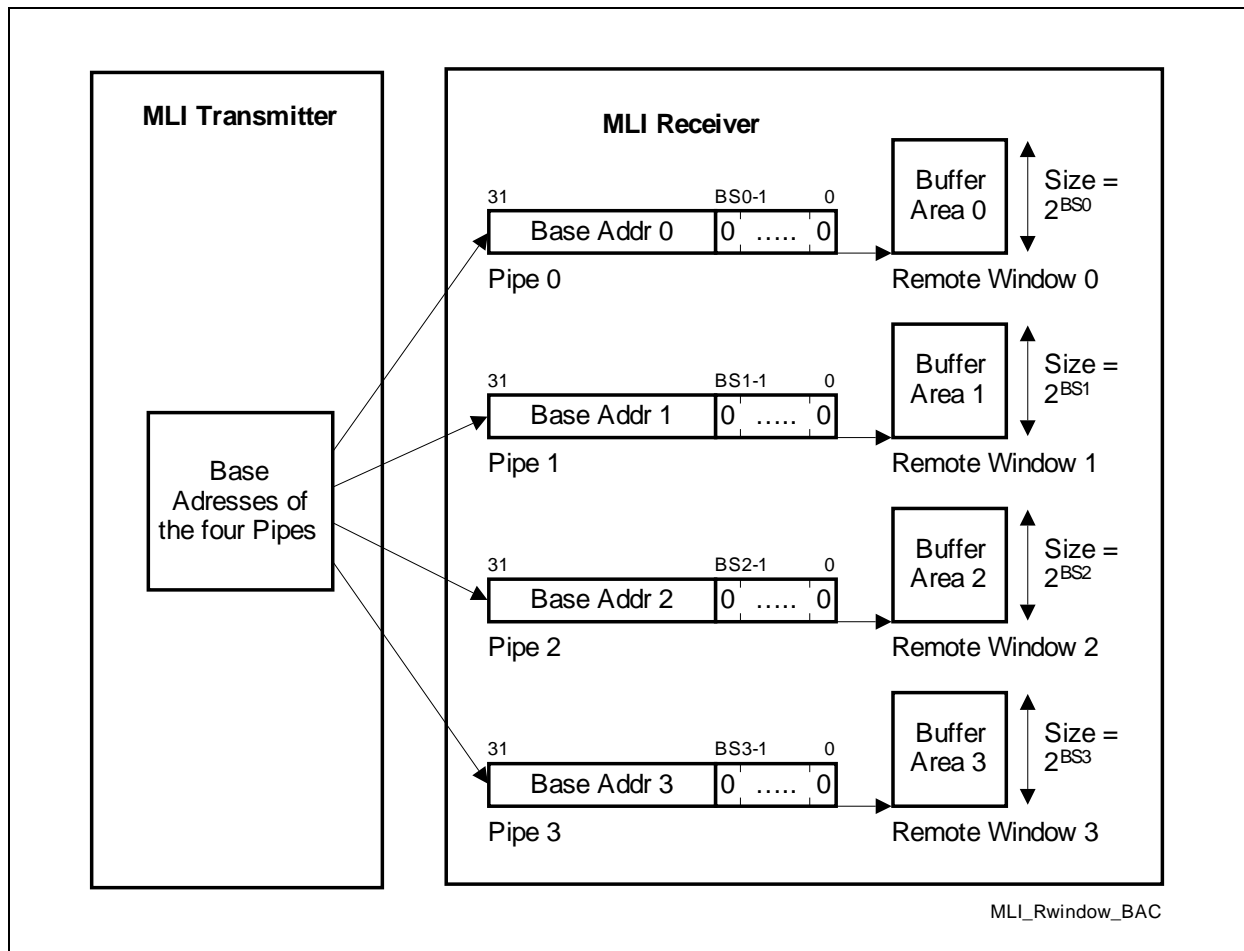 MLI Transmitter
Base
Adresses of
the four Pipes
MLI Receiver
31 BS0-1 0
Base Addr 0 0 ..... 0
Pipe 0
Buffer
Area 0
Size =
2^BS0
Remote Window 0
31 BS1-1 0
Base Addr 1 0 ..... 0
Pipe 1
Buffer
Area 1
Size =
2^BS1
Remote Window 1
31 BS2-1 0
Base Addr 2 0 ..... 0
Pipe 2
Buffer
Area 2
Size =
2^BS2
Remote Window 2
31 BS3-1 0
Base Addr 3 0 ..... 0
Pipe 3
Buffer
Area 3
Size =
2^BS3
Remote Window 3
MLI_Rwindow_BAC